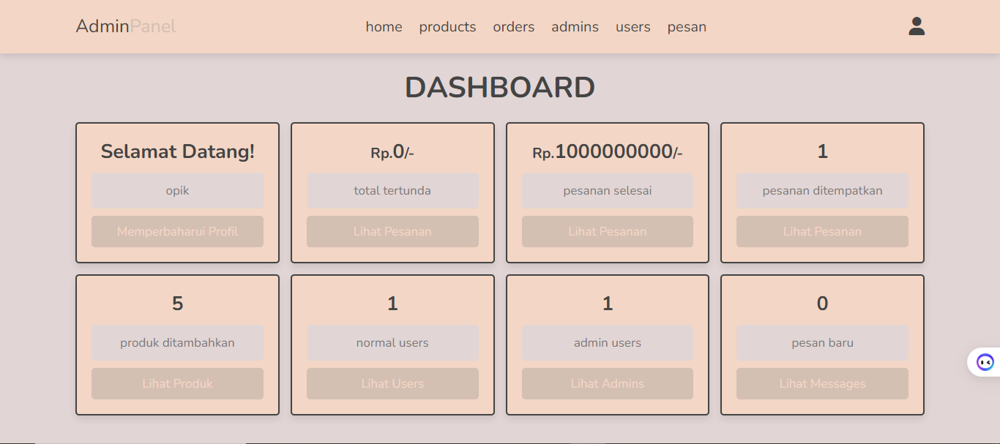 AdminPanel
home products orders admins users pesan
DASHBOARD
Selamat Datang!
opik
Memperbaharui Profil
Rp.0/-
total tertunda
Lihat Pesanan
Rp.1000000000/-
pesanan selesai
Lihat Pesanan
1
pesanan ditempatkan
Lihat Pesanan
5
produk ditambahkan
Lihat Produk
1
normal users
Lihat Users
1
admin users
Lihat Admins
0
pesan baru
Lihat Messages